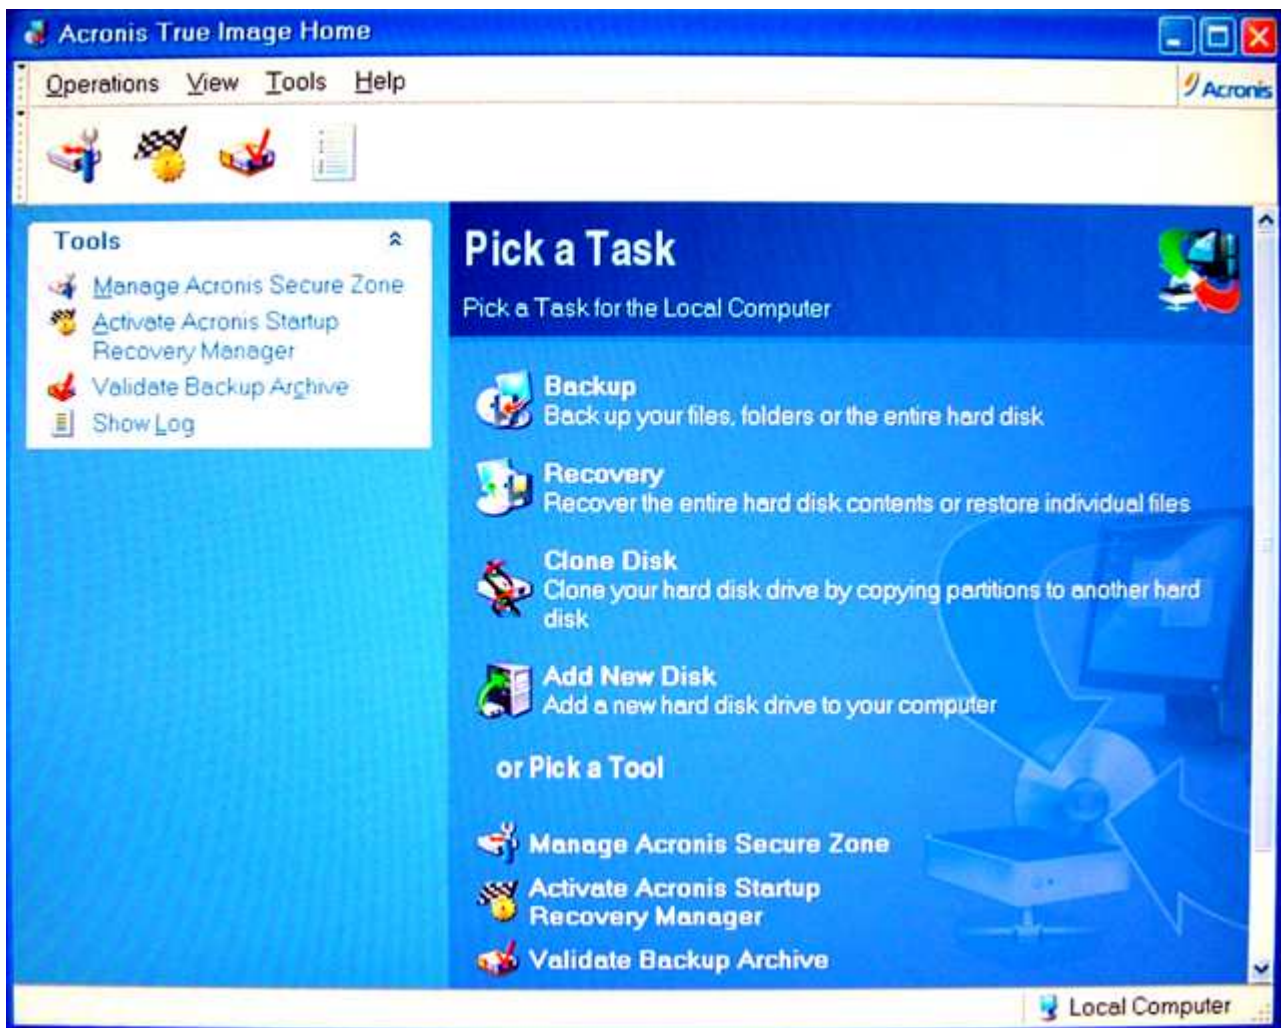 Acronis True Image Home
Operations View Tools Help
Acronis
Tools
Manage Acronis Secure Zone
Activate Acronis Startup
Recovery Manager
Validate Backup Archive
Show Log
Pick a Task
Pick a Task for the Local Computer
Backup
Back up your files, folders or the entire hard disk
Recovery
Recover the entire hard disk contents or restore individual files
Clone Disk
Clone your hard disk drive by copying partitions to another hard
disk
Add New Disk
Add a new hard disk drive to your computer
or Pick a Tool
Manage Acronis Secure Zone
Activate Acronis Startup
Recovery Manager
Validate Backup Archive
Local Computer